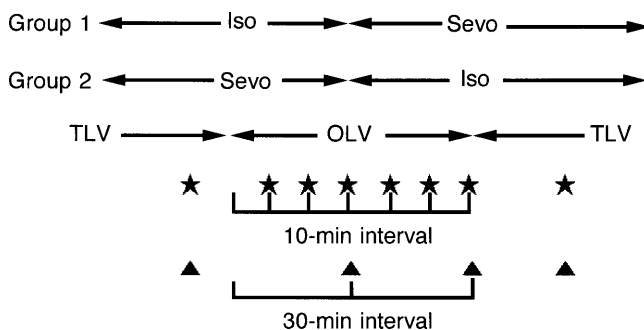 Group 1 Iso Sevo
Group 2 Sevo Iso
TLV OLV TLV
10-min interval
30-min interval